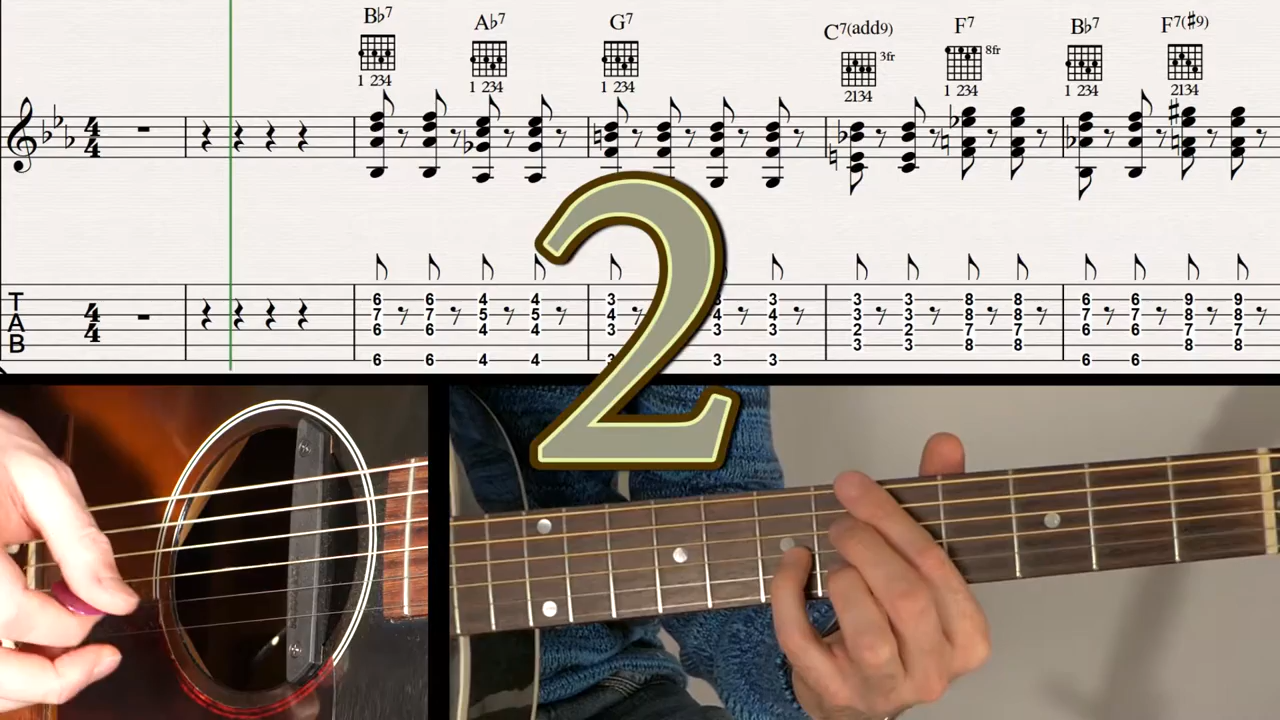 B♭7 A♭7 G7 C7(add9) F7 B♭7 F7(♯9)
3fr 8fr
1 234 1 234 1 234 2134 1 234 1 234 2134
4
4
2
T
A
B
4
4
6 6 4 4 3 3 3 3 8 8 6 6 9 9
7 7 5 5 4 4 3 3 8 8 7 7 8 8
6 6 4 4 3 3 2 2 7 7 6 6 7 7
3 3 8 8 8 8
6 6 4 4 3 3 6 6